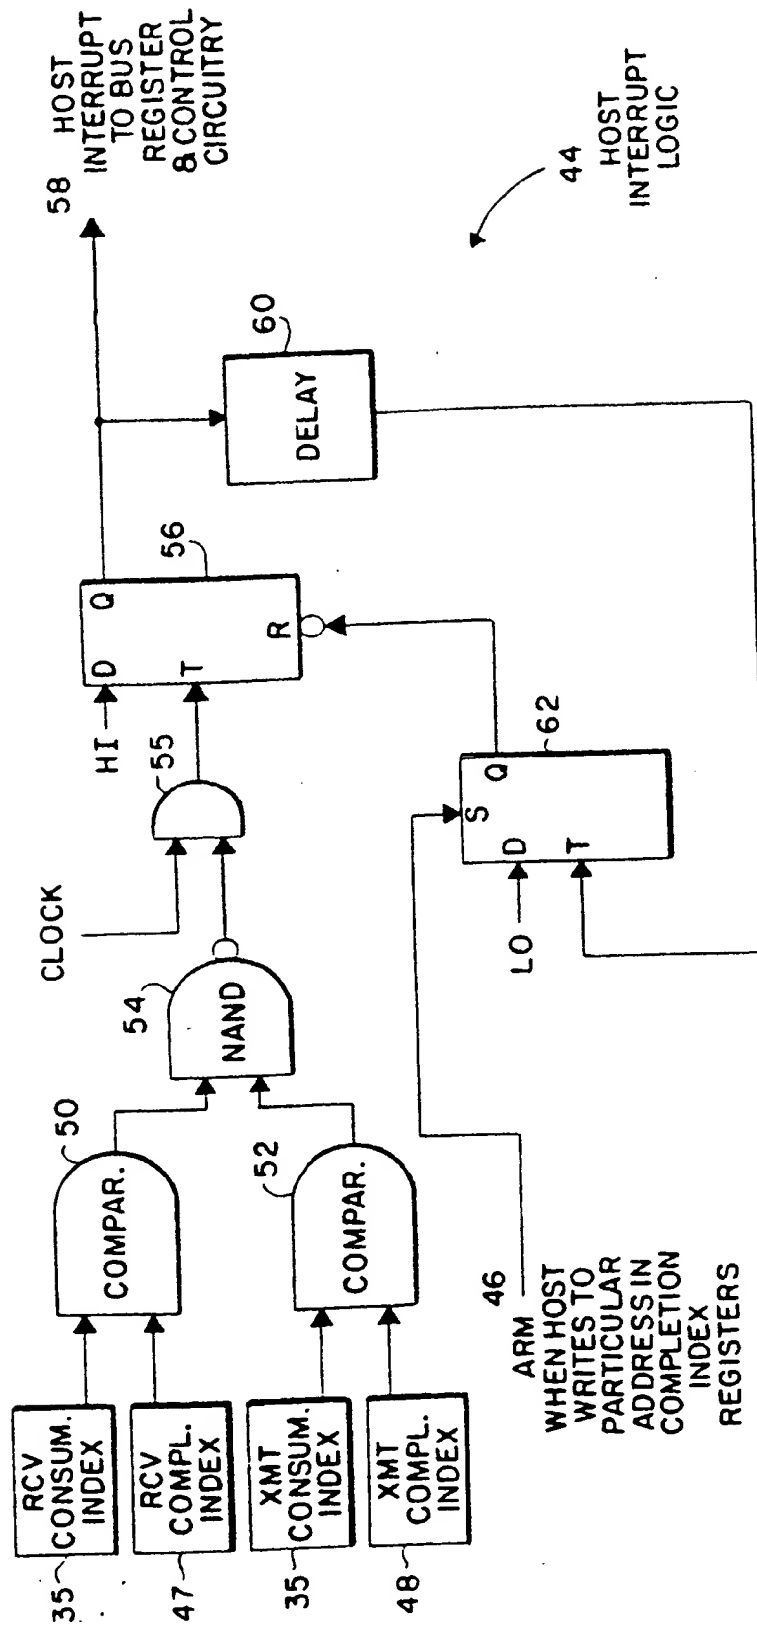 RCV
CONSUM.
INDEX
35
RCV
COMPL.
INDEX
47
XMT
CONSUM.
INDEX
35
XMT
COMPL.
INDEX
48
COMPAR.
50
COMPAR.
52
NAND
54
CLOCK
55
HI
D
Q
T
R
56
58
HOST
INTERRUPT
TO BUS
REGISTER
& CONTROL
CIRCUITRY
DELAY
60
46
ARM
WHEN HOST
WRITES TO
PARTICULAR
ADDRESS IN
COMPLETION
INDEX
REGISTERS
LO
S
D
Q
T
62
44
HOST
INTERRUPT
LOGIC